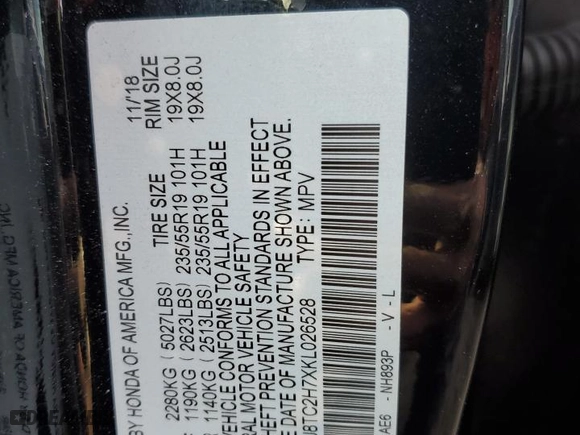 BY HONDA OF AMERICA MFG.,INC. 11/'18
TIRE SIZE RIM SIZE
2280KG ( 5027LBS)
1190KG ( 2623LBS) 235/55R19 101H 19X8.0J
1140KG ( 2513LBS) 235/55R19 101H 19X8.0J
VEHICLE CONFORMS TO ALL APPLICABLE
MOTOR VEHICLE SAFETY
THEFT PREVENTION STANDARDS IN EFFECT
DATE OF MANUFACTURE SHOWN ABOVE.
J8TC2H7XKL026528 TYPE: MPV
AE6 - NH893P - V - L